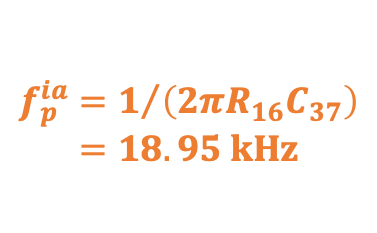 f_p^{ia} = 1/(2πR_{16}C_{37})
= 18.95 kHz